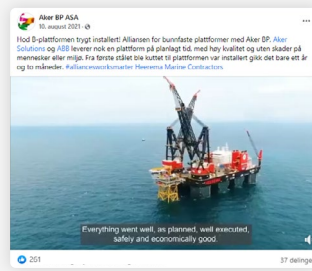 Aker BP ASA
10. august 2021 ·
Hod B-plattformen trygt installert! Alliansen for bunnfaste plattformer med Aker BP, Aker
Solutions og ABB leverer nok en plattform på planlagt tid, med høy kvalitet og uten skader på
mennesker eller miljø. Fra første stålet ble kuttet til plattformen var installert gikk det bare ett år
og to måneder. #alliancesworksmarter Heerema Marine Contractors
Everything went well, as planned, well executed,
safely and economically good.
261
37 delinger